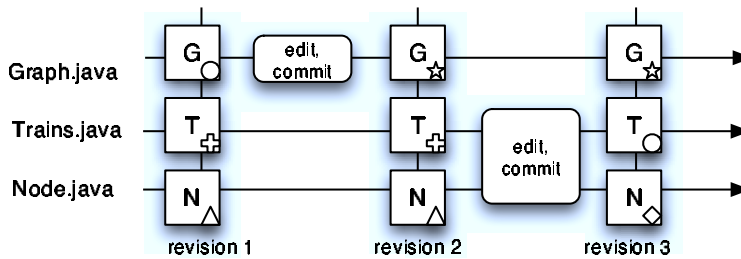 G
edit,
commit
G
G
Graph.java
Trains.java
T
T
edit,
commit
T
Node.java
N
N
N
revision 1
revision 2
revision 3